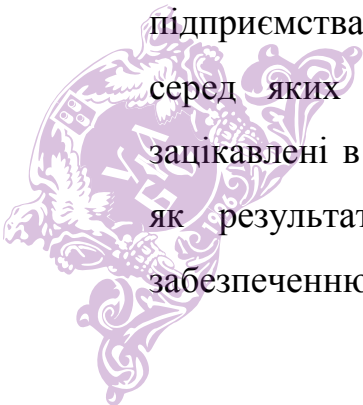 підприємства
серед яких
зацікавлені в
як результат
забезпеченню